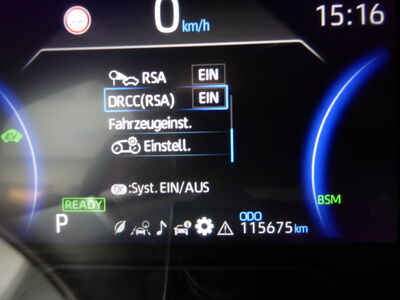 0 15:16
km/h
RSA EIN
DRCC(RSA) EIN
Fahrzeugeinst.
Einstell.
EV
OK :Syst. EIN/AUS
READY
BSM
P
ODO
115675 km